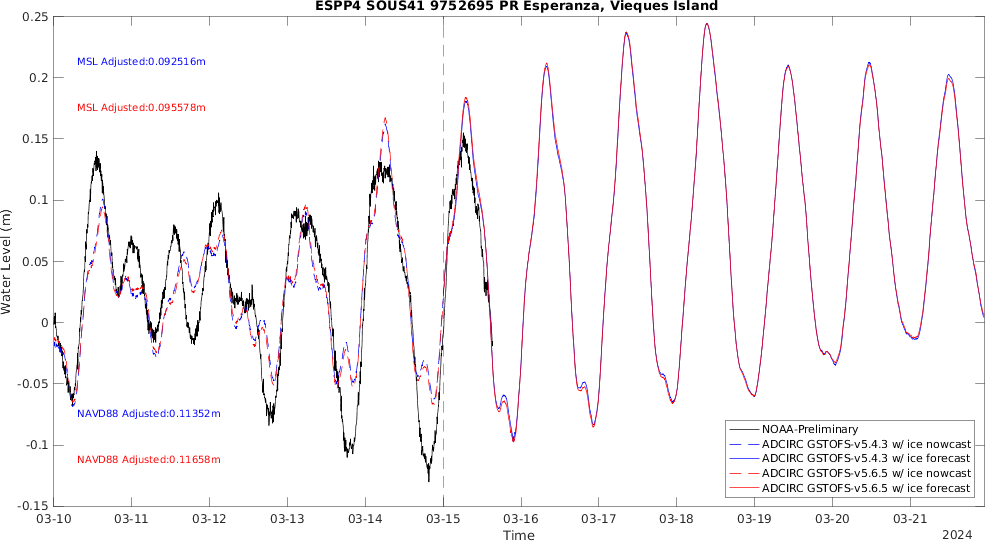 ESPP4 SOUS41 9752695 PR Esperanza, Vieques Island
0.25
0.2
0.15
0.1
0.05
0
-0.05
-0.1
-0.15
Water Level (m)
MSL Adjusted:0.092516m
MSL Adjusted:0.095578m
NAVD88 Adjusted:0.11352m
NAVD88 Adjusted:0.11658m
NOAA-Preliminary
ADCIRC GSTOFS-v5.4.3 w/ ice nowcast
ADCIRC GSTOFS-v5.4.3 w/ ice forecast
ADCIRC GSTOFS-v5.6.5 w/ ice nowcast
ADCIRC GSTOFS-v5.6.5 w/ ice forecast
03-10 03-11 03-12 03-13 03-14 03-15 03-16 03-17 03-18 03-19 03-20 03-21
Time
2024